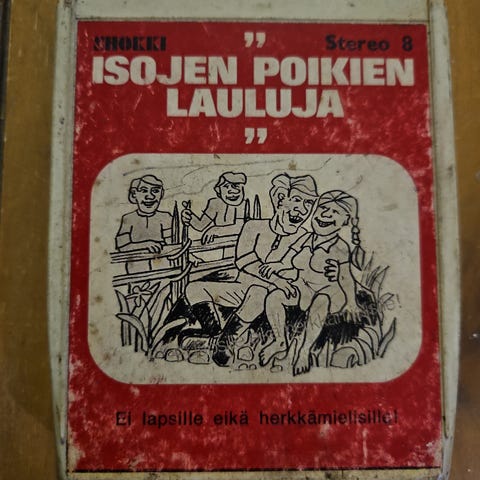 SHOKKI
Stereo 8
"
ISOJEN POIKIEN
LAULUJA
"
Ei lapsille eikä herkkämielisille!